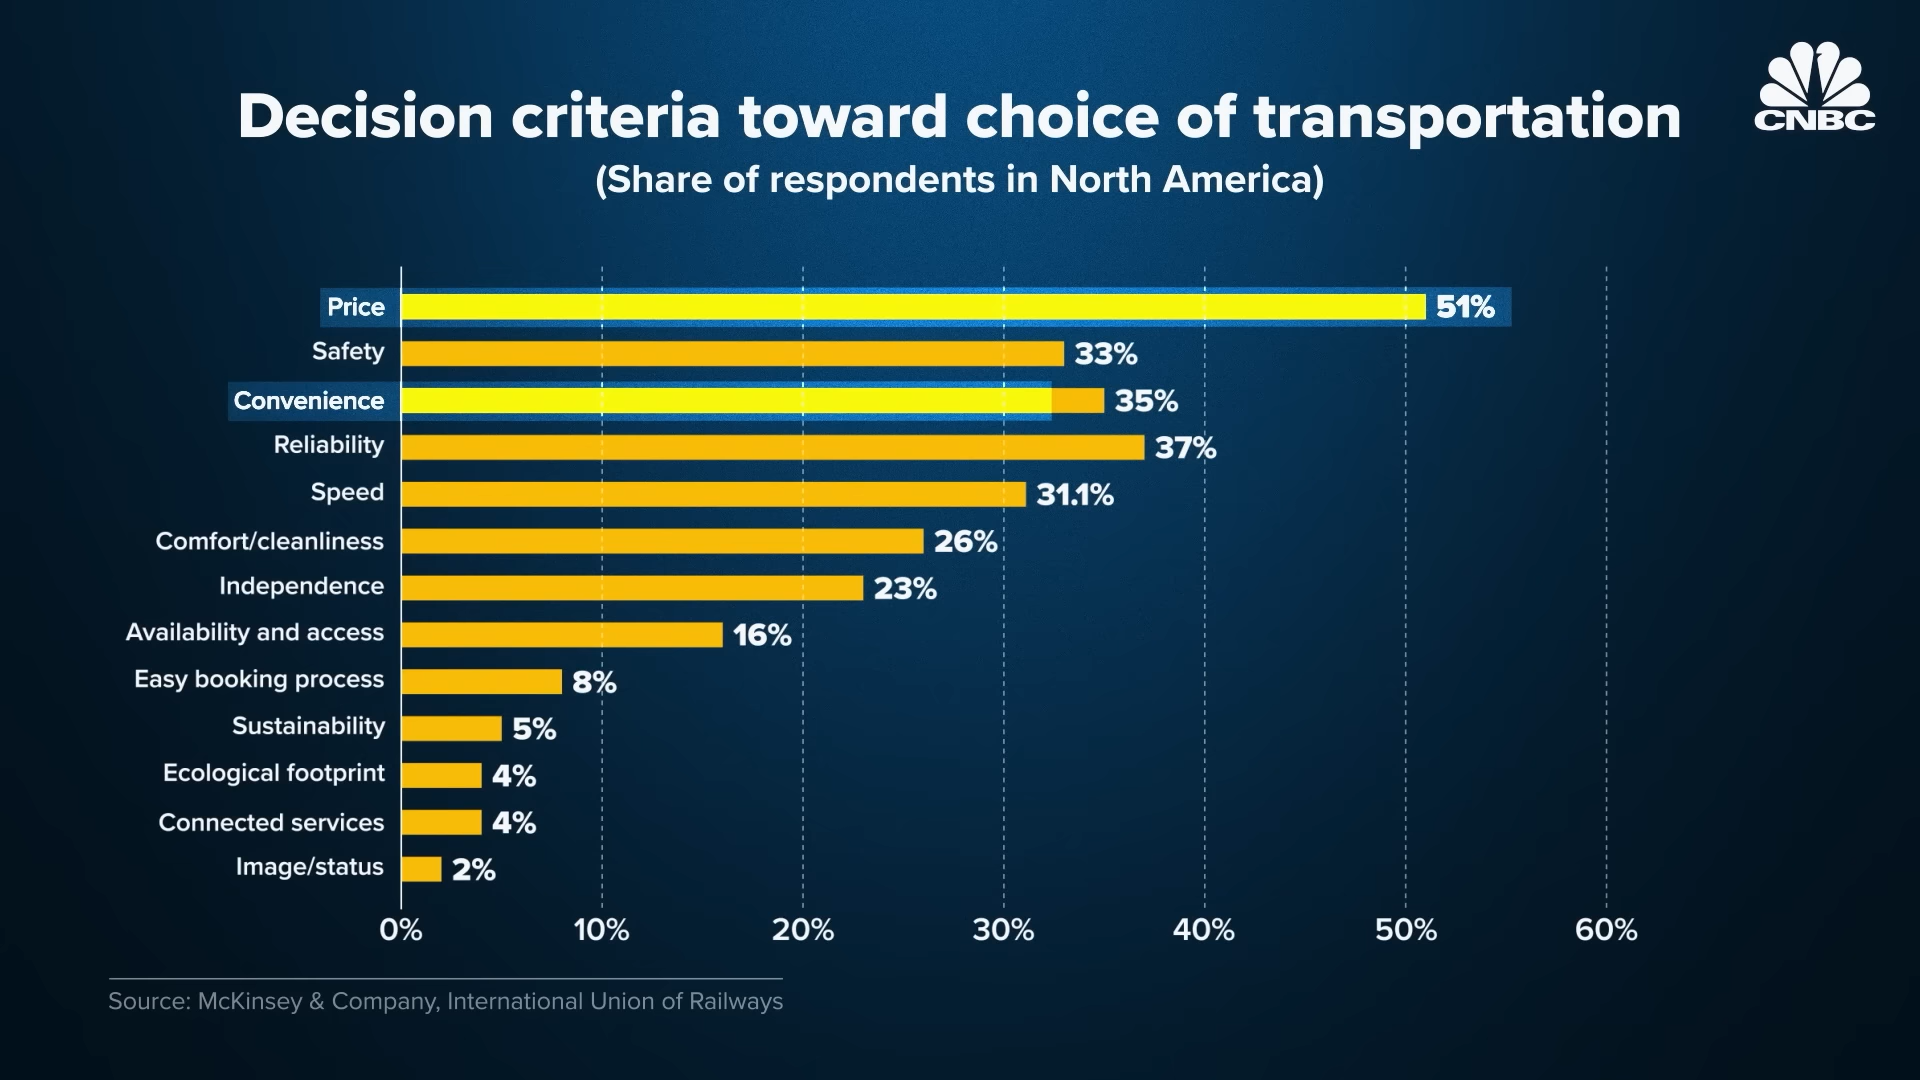 CNBC
Decision criteria toward choice of transportation
(Share of respondents in North America)
Price 51%
Safety 33%
Convenience 35%
Reliability 37%
Speed 31.1%
Comfort/cleanliness 26%
Independence 23%
Availability and access 16%
Easy booking process 8%
Sustainability 5%
Ecological footprint 4%
Connected services 4%
Image/status 2%
0% 10% 20% 30% 40% 50% 60%
Source: McKinsey & Company, International Union of Railways